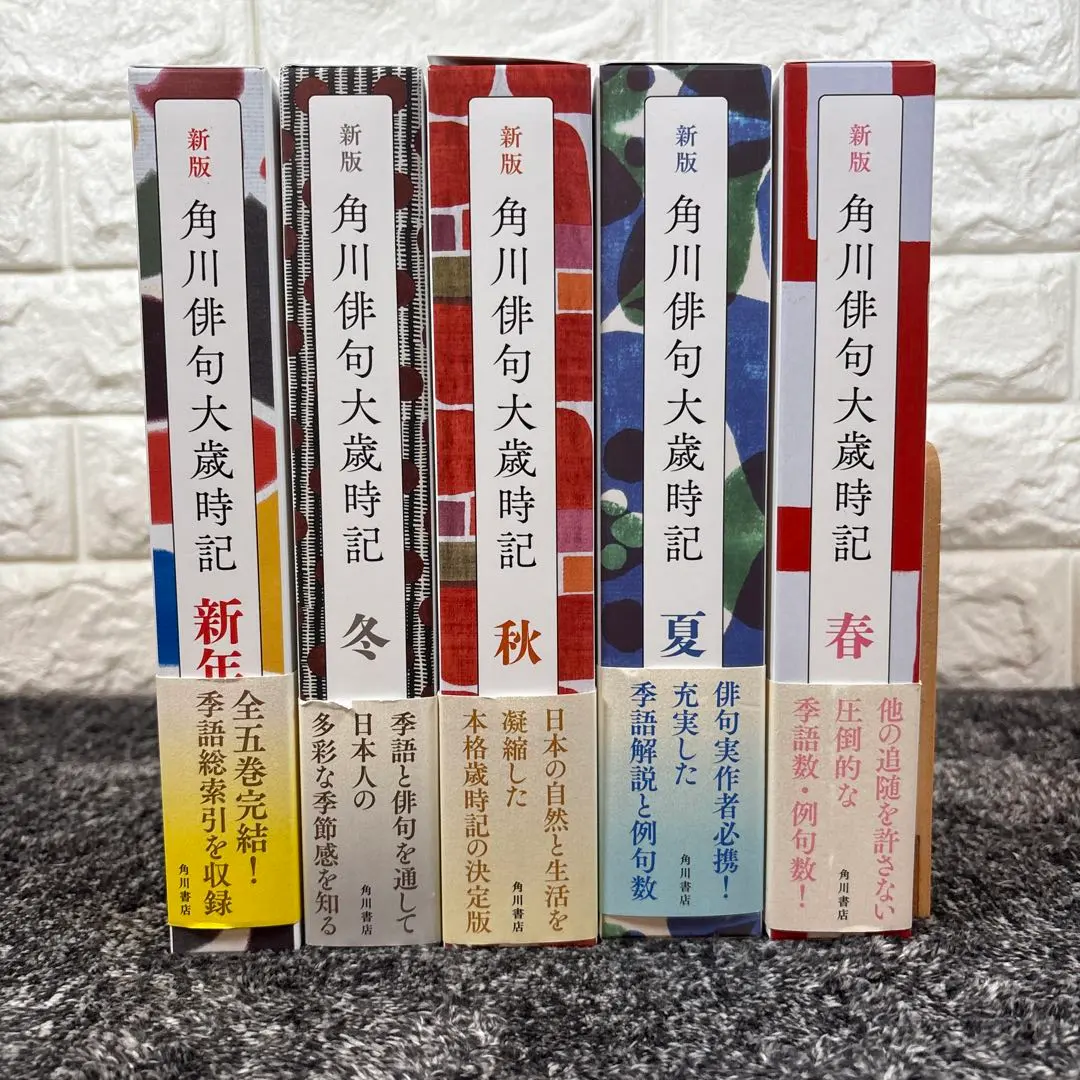 新版
角川俳句大歳時記
春
他の追随を許さない
圧倒的な
季語数・例句数！
角川書店
新版
角川俳句大歳時記
夏
俳句実作者必携！
充実した
季語解説と例句数
角川書店
新版
角川俳句大歳時記
秋
日本の自然と生活を
凝縮した
本格歳時記の決定版
角川書店
新版
角川俳句大歳時記
冬
季語と俳句を通して
日本人の
多彩な季節感を知る
角川書店
新版
角川俳句大歳時記
新年
全五巻完結！
季語総索引を収録
角川書店